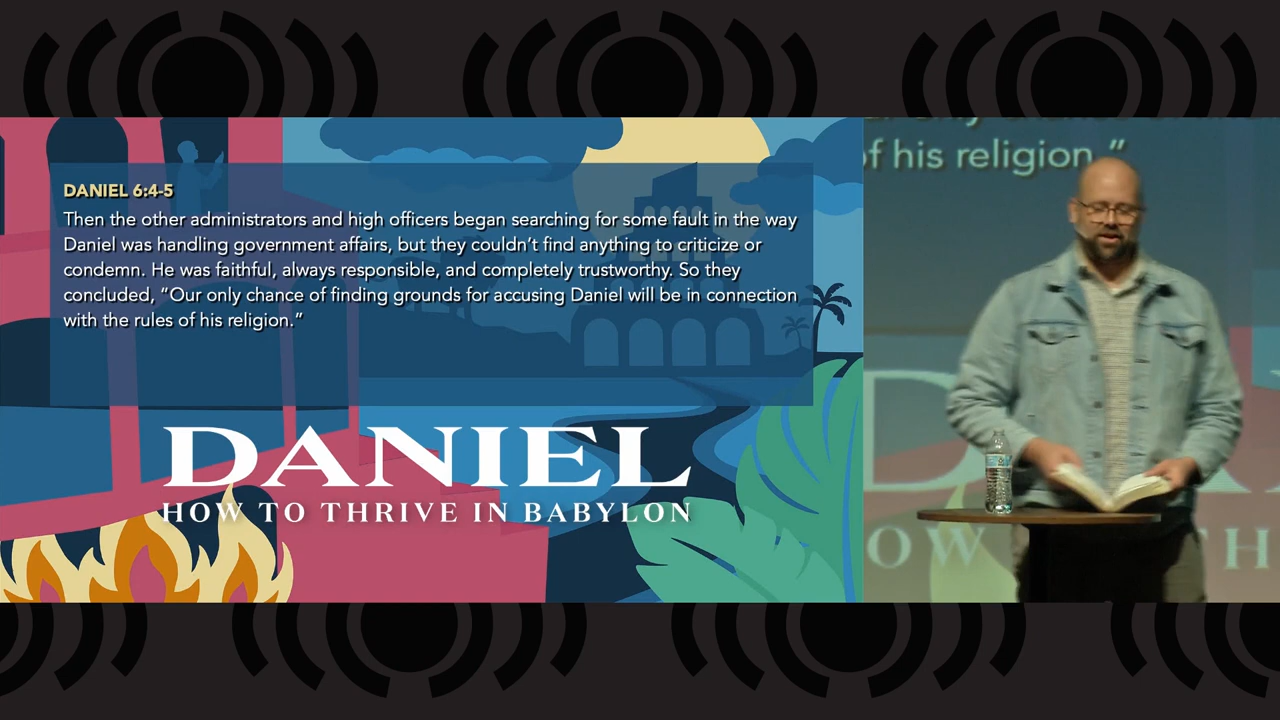 DANIEL 6:4-5
Then the other administrators and high officers began searching for some fault in the way
Daniel was handling government affairs, but they couldn't find anything to criticize or
condemn. He was faithful, always responsible, and completely trustworthy. So they
concluded, “Our only chance of finding grounds for accusing Daniel will be in connection
with the rules of his religion.”
DANIEL
HOW TO THRIVE IN BABYLON
of his religion.”
D
OW TH